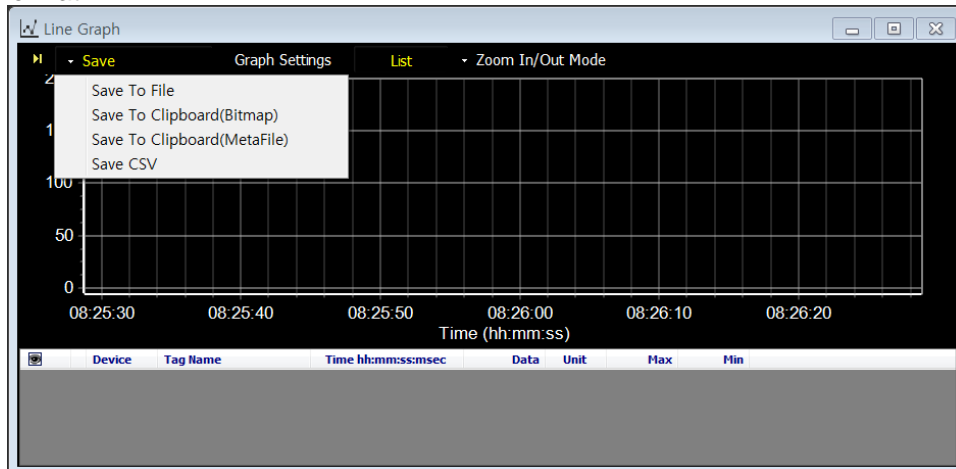 Line Graph
Save Graph Settings List Zoom In/Out Mode
Save To File
Save To Clipboard(Bitmap)
Save To Clipboard(MetaFile)
Save CSV
100
50
0
08:25:30 08:25:40 08:25:50 08:26:00 08:26:10 08:26:20
Time (hh:mm:ss)
Device Tag Name Time hh:mm:ss:msec Data Unit Max Min